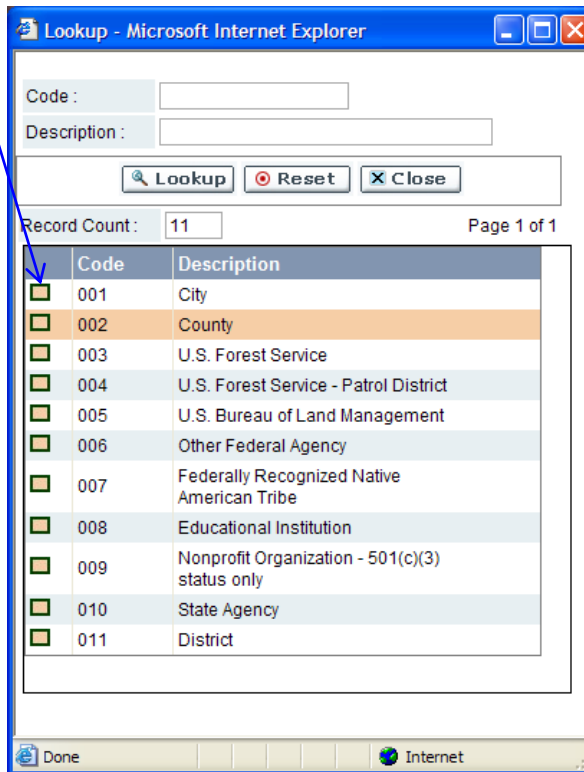 Lookup - Microsoft Internet Explorer
Code :
Description :
Lookup Reset Close
Record Count : 11 Page 1 of 1
Code Description
001 City
002 County
003 U.S. Forest Service
004 U.S. Forest Service - Patrol District
005 U.S. Bureau of Land Management
006 Other Federal Agency
007 Federally Recognized Native
American Tribe
008 Educational Institution
009 Nonprofit Organization - 501(c)(3)
status only
010 State Agency
011 District
Done Internet